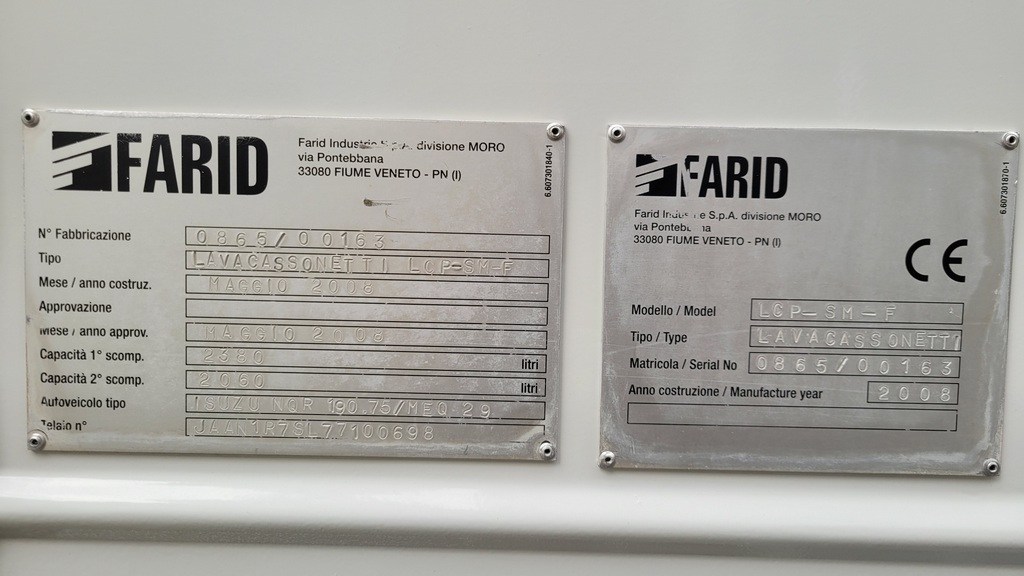 FARID
Farid Industrie S.p.A. divisione MORO
via Pontebbana
33080 FIUME VENETO - PN (I)
6.607301840-1
N° Fabbricazione 0865/00163
Tipo LAVACASSONETTI LCP-SM-F
Mese / anno costruz. MAGGIO 2008
Approvazione
Mese / anno approv. MAGGIO 2008
Capacità 1° scomp. 2380 litri
Capacità 2° scomp. 2060 litri
Autoveicolo tipo ISUZU NQR 190.75/MEQ 29
Telaio n° JAAN1R7SL77100698
FARID
Farid Industrie S.p.A. divisione MORO
via Pontebbana
33080 FIUME VENETO - PN (I)
6.607301870-1
CE
Modello / Model LCP-SM-F
Tipo / Type LAVACASSONETTI
Matricola / Serial No 0865/00163
Anno costruzione / Manufacture year 2008